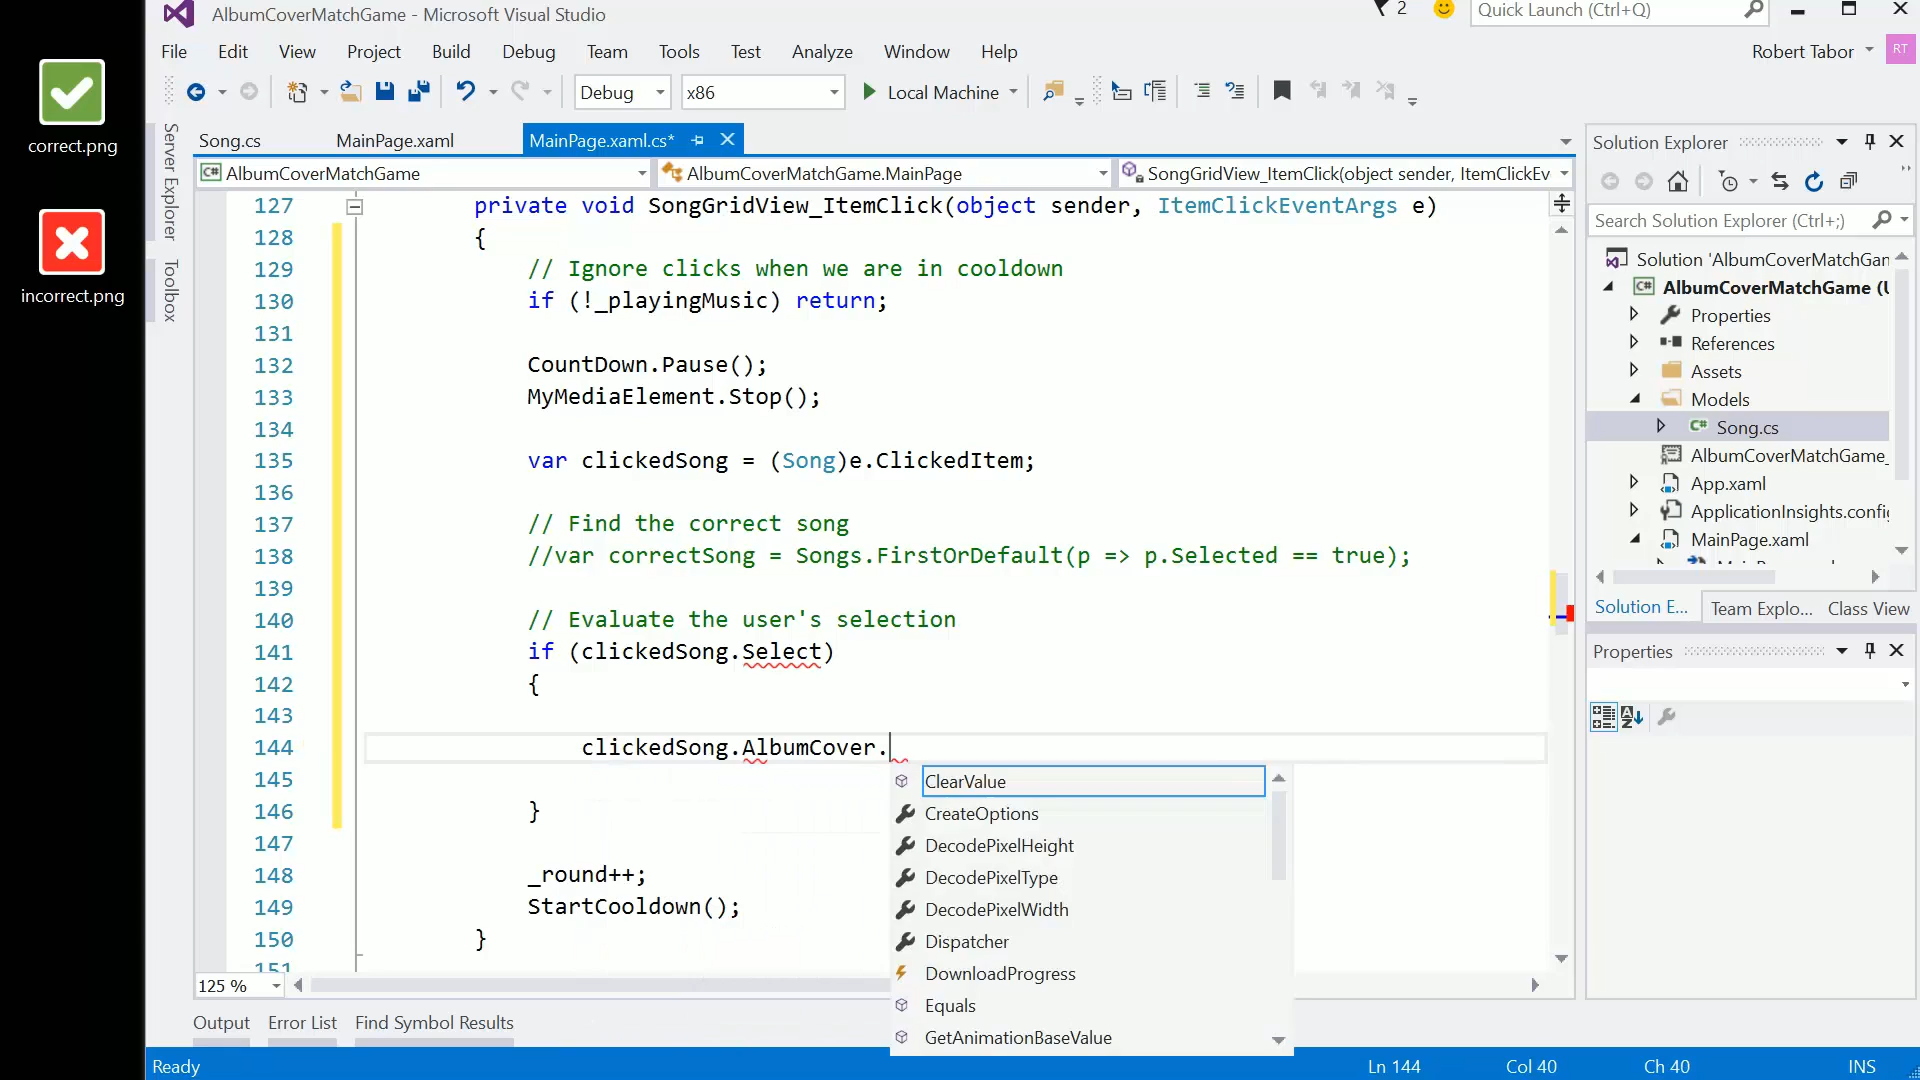 AlbumCoverMatchGame - Microsoft Visual Studio
2
Quick Launch (Ctrl+Q)
File Edit View Project Build Debug Team Tools Test Analyze Window Help
Robert Tabor
RT
Debug
x86
Local Machine
correct.png
incorrect.png
Server Explorer
Toolbox
Song.cs
MainPage.xaml
MainPage.xaml.cs*
AlbumCoverMatchGame
AlbumCoverMatchGame.MainPage
SongGridView_ItemClick(object sender, ItemClickEv
127 private void SongGridView_ItemClick(object sender, ItemClickEventArgs e)
128 {
129 // Ignore clicks when we are in cooldown
130 if (!_playingMusic) return;
131
132 CountDown.Pause();
133 MyMediaElement.Stop();
134
135 var clickedSong = (Song)e.ClickedItem;
136
137 // Find the correct song
138 //var correctSong = Songs.FirstOrDefault(p => p.Selected == true);
139
140 // Evaluate the user's selection
141 if (clickedSong.Select)
142 {
143
144 clickedSong.AlbumCover.
145
146 }
147
148 _round++;
149 StartCooldown();
150 }
151
ClearValue
CreateOptions
DecodePixelHeight
DecodePixelType
DecodePixelWidth
Dispatcher
DownloadProgress
Equals
GetAnimationBaseValue
125 %
Output Error List Find Symbol Results
Ready
Ln 144 Col 40 Ch 40 INS
Solution Explorer
Search Solution Explorer (Ctrl+;)
Solution 'AlbumCoverMatchGan
AlbumCoverMatchGame (U
Properties
References
Assets
Models
Song.cs
AlbumCoverMatchGame_
App.xaml
ApplicationInsights.config
MainPage.xaml
Solution E... Team Explo... Class View
Properties